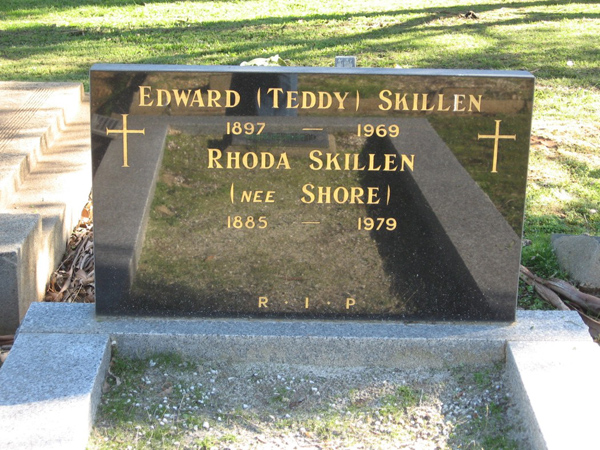 EDWARD (TEDDY) SKILLEN
1897 — 1969
RHODA SKILLEN
(NEE SHORE)
1885 — 1979
R · I · P